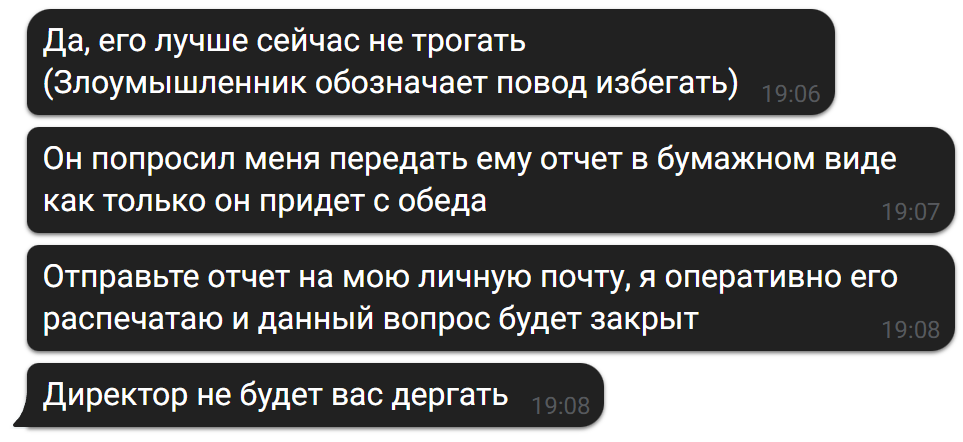 Да, его лучше сейчас не трогать
(Злоумышленник обозначает повод избегать)
19:06
Он попросил меня передать ему отчет в бумажном виде
как только он придет с обеда
19:07
Отправьте отчет на мою личную почту, я оперативно его
распечатаю и данный вопрос будет закрыт
19:08
Директор не будет вас дергать
19:08